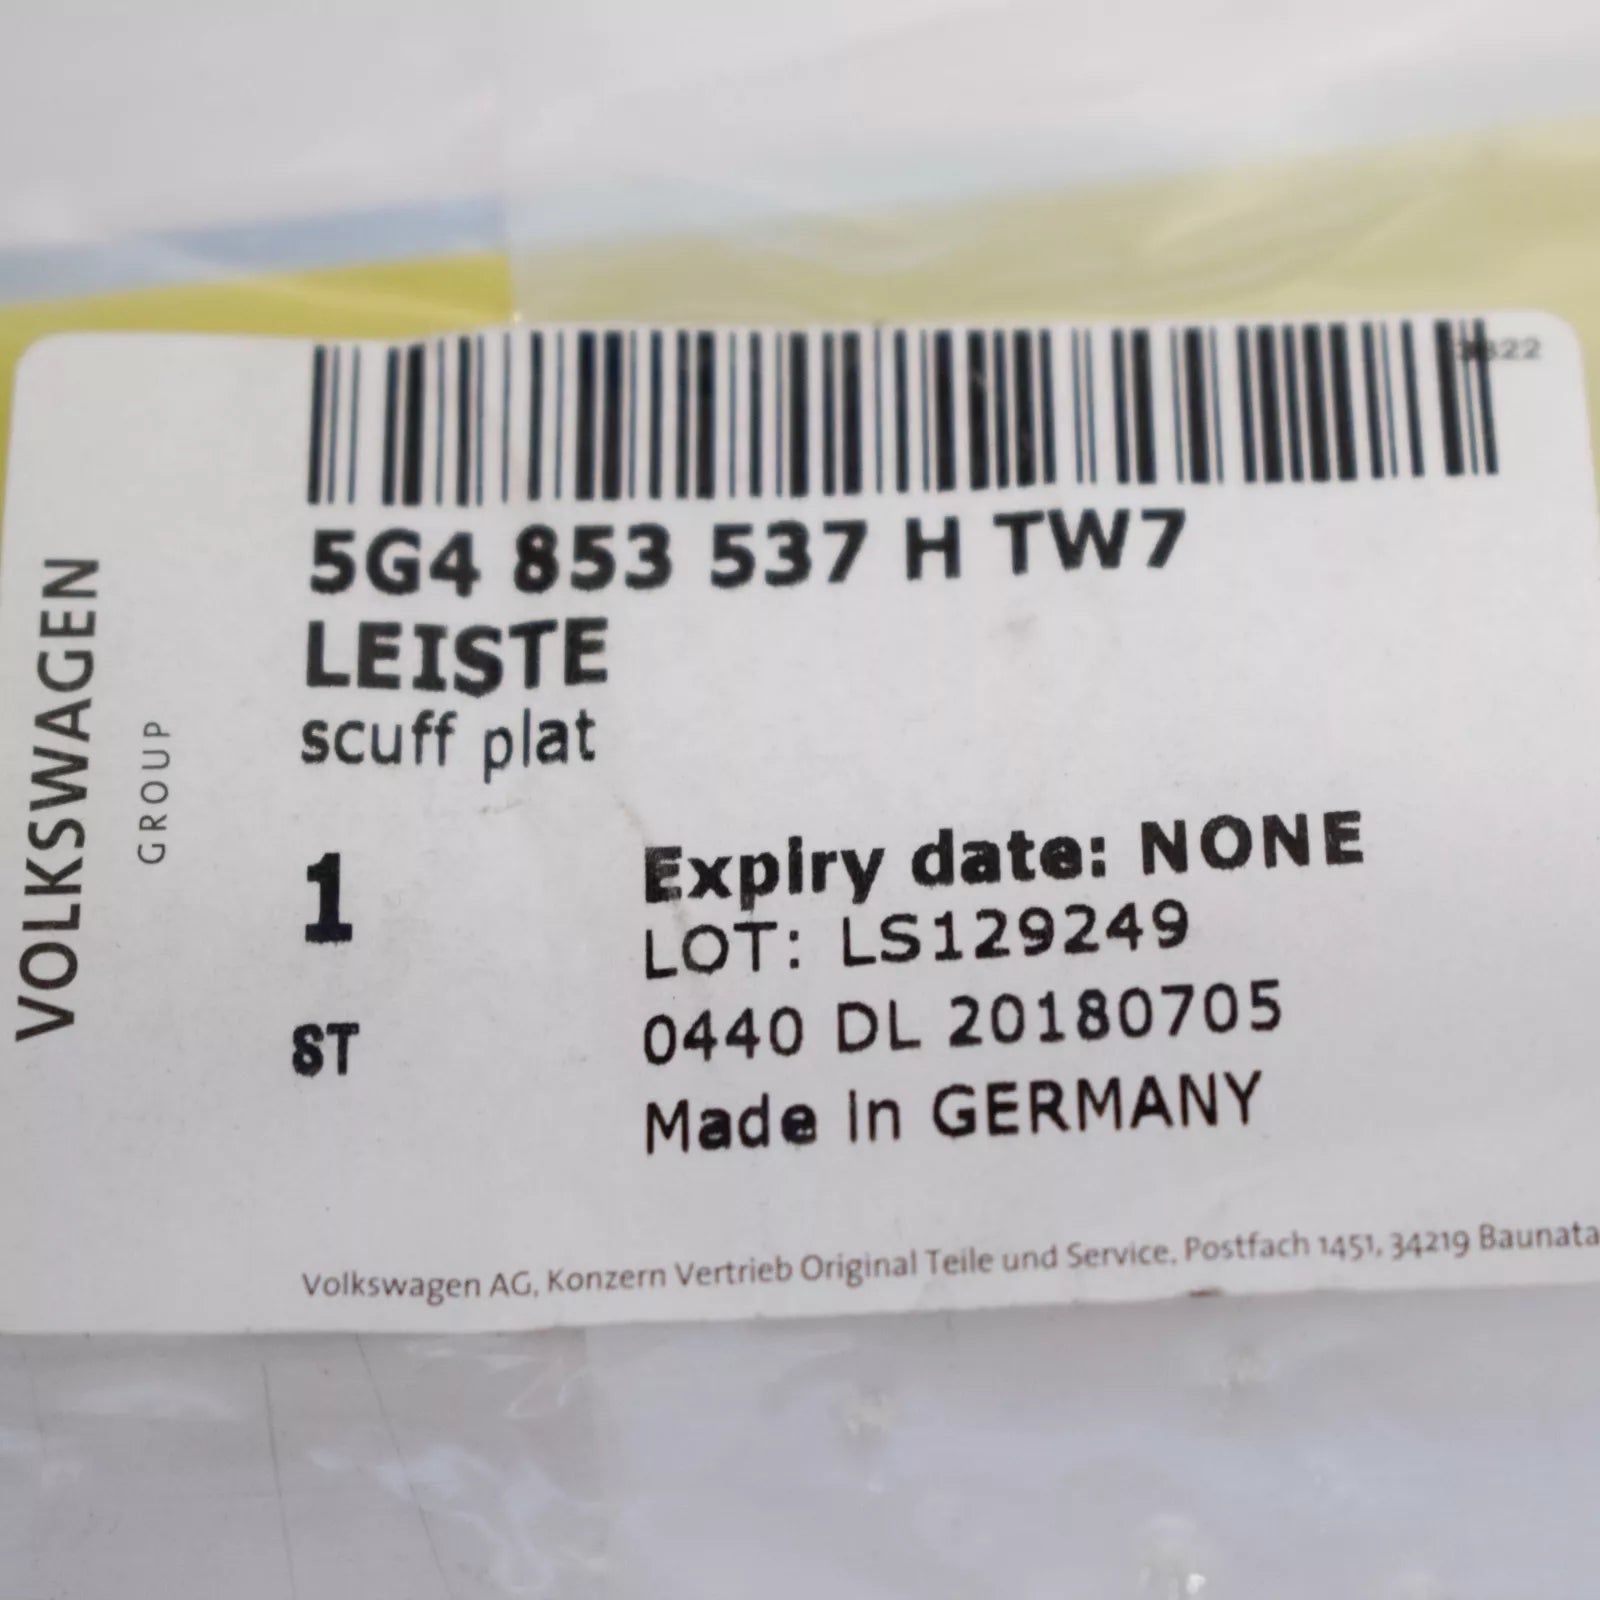 5G4 853 537 H TW7
LEISTE
scuff plat
1
Expiry date: NONE
LOT: LS129249
ST
0440 DL 20180705
Made in GERMANY
VOLKSWAGEN
GROUP
Volkswagen AG, Konzern Vertrieb Original Teile und Service, Postfach 1451, 34219 Baunata